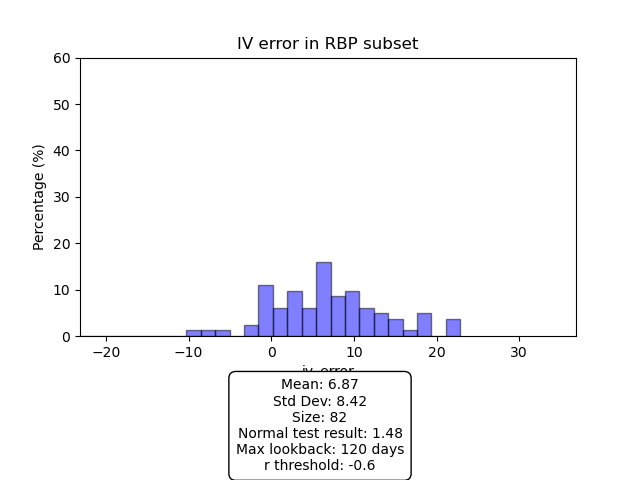 IV error in RBP subset
60
50
40
30
20
10
0
Percentage (%)
−20
−10
0
10
20
30
iv_error
Mean: 6.87
Std Dev: 8.42
Size: 82
Normal test result: 1.48
Max lookback: 120 days
r threshold: -0.6